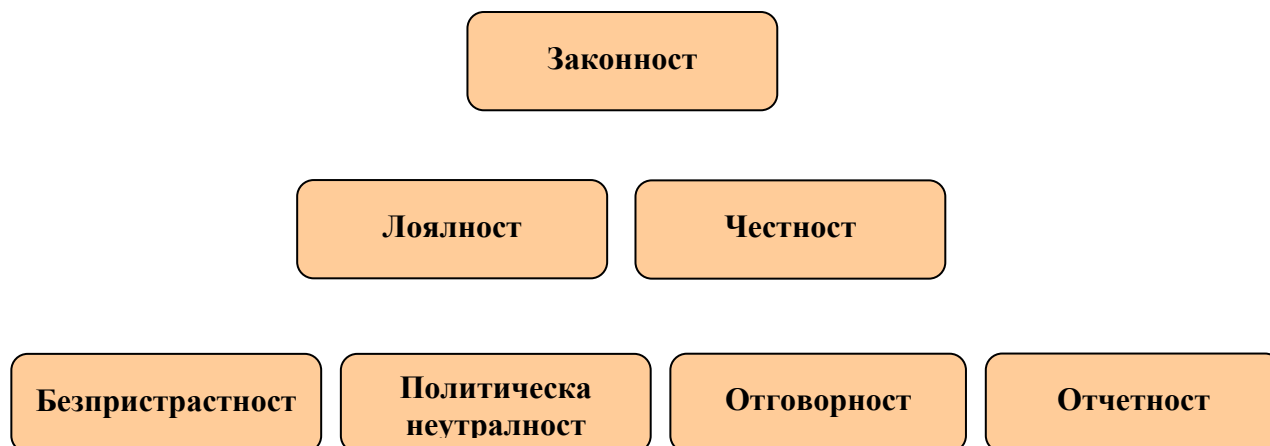 Законност
Лоялност
Честност
Безпристрастност
Политическа
неутралност
Отговорност
Отчетност